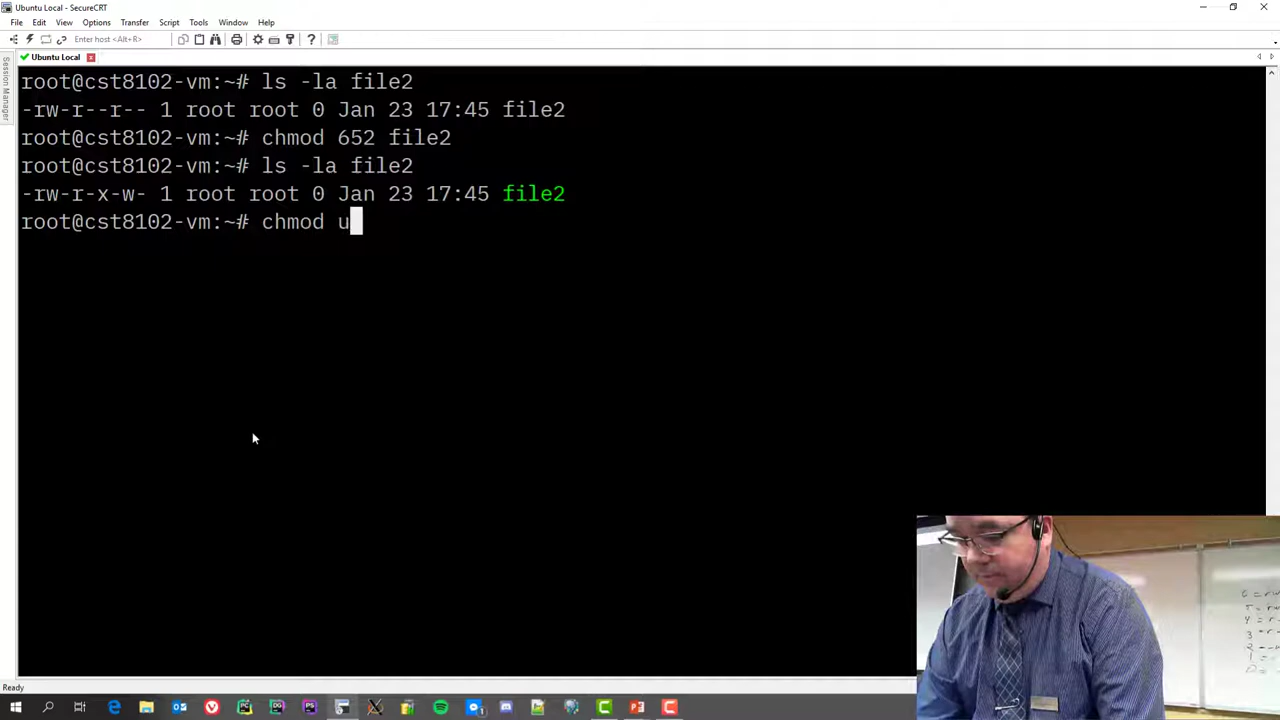 Ubuntu Local - SecureCRT
File Edit View Options Transfer Script Tools Window Help
Enter host <Alt+R>
Ubuntu Local
Session Manager
root@cst8102-vm:~# ls -la file2
-rw-r--r-- 1 root root 0 Jan 23 17:45 file2
root@cst8102-vm:~# chmod 652 file2
root@cst8102-vm:~# ls -la file2
-rw-r-x-w- 1 root root 0 Jan 23 17:45 file2
root@cst8102-vm:~# chmod u
Ready